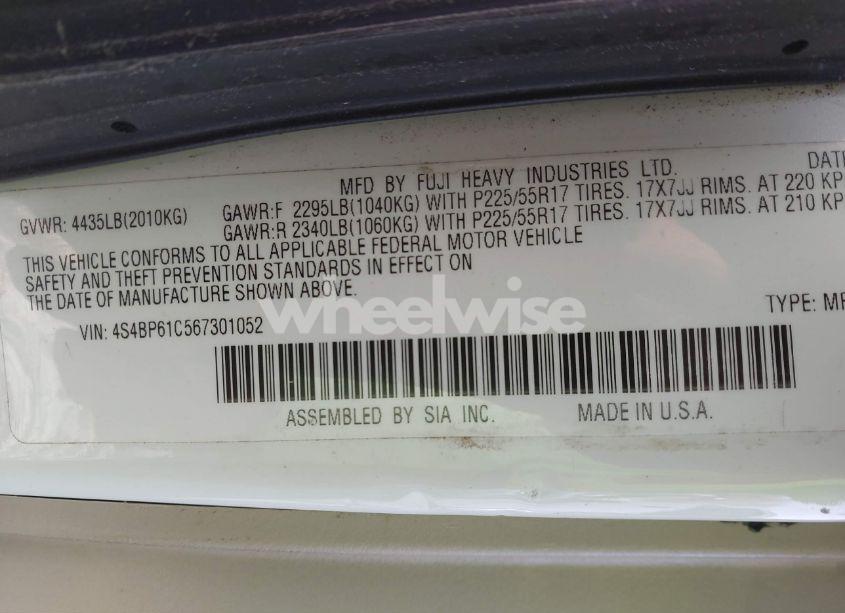 MFD BY FUJI HEAVY INDUSTRIES LTD. DATE
GVWR: 4435LB(2010KG) GAWR:F 2295LB(1040KG) WITH P225/55R17 TIRES. 17X7JJ RIMS. AT 220 KP
GAWR:R 2340LB(1060KG) WITH P225/55R17 TIRES. 17X7JJ RIMS. AT 210 KP
THIS VEHICLE CONFORMS TO ALL APPLICABLE FEDERAL MOTOR VEHICLE
SAFETY AND THEFT PREVENTION STANDARDS IN EFFECT ON
THE DATE OF MANUFACTURE SHOWN ABOVE.
wheelwise
VIN: 4S4BP61C567301052 TYPE: MP
ASSEMBLED BY SIA INC. MADE IN U.S.A.